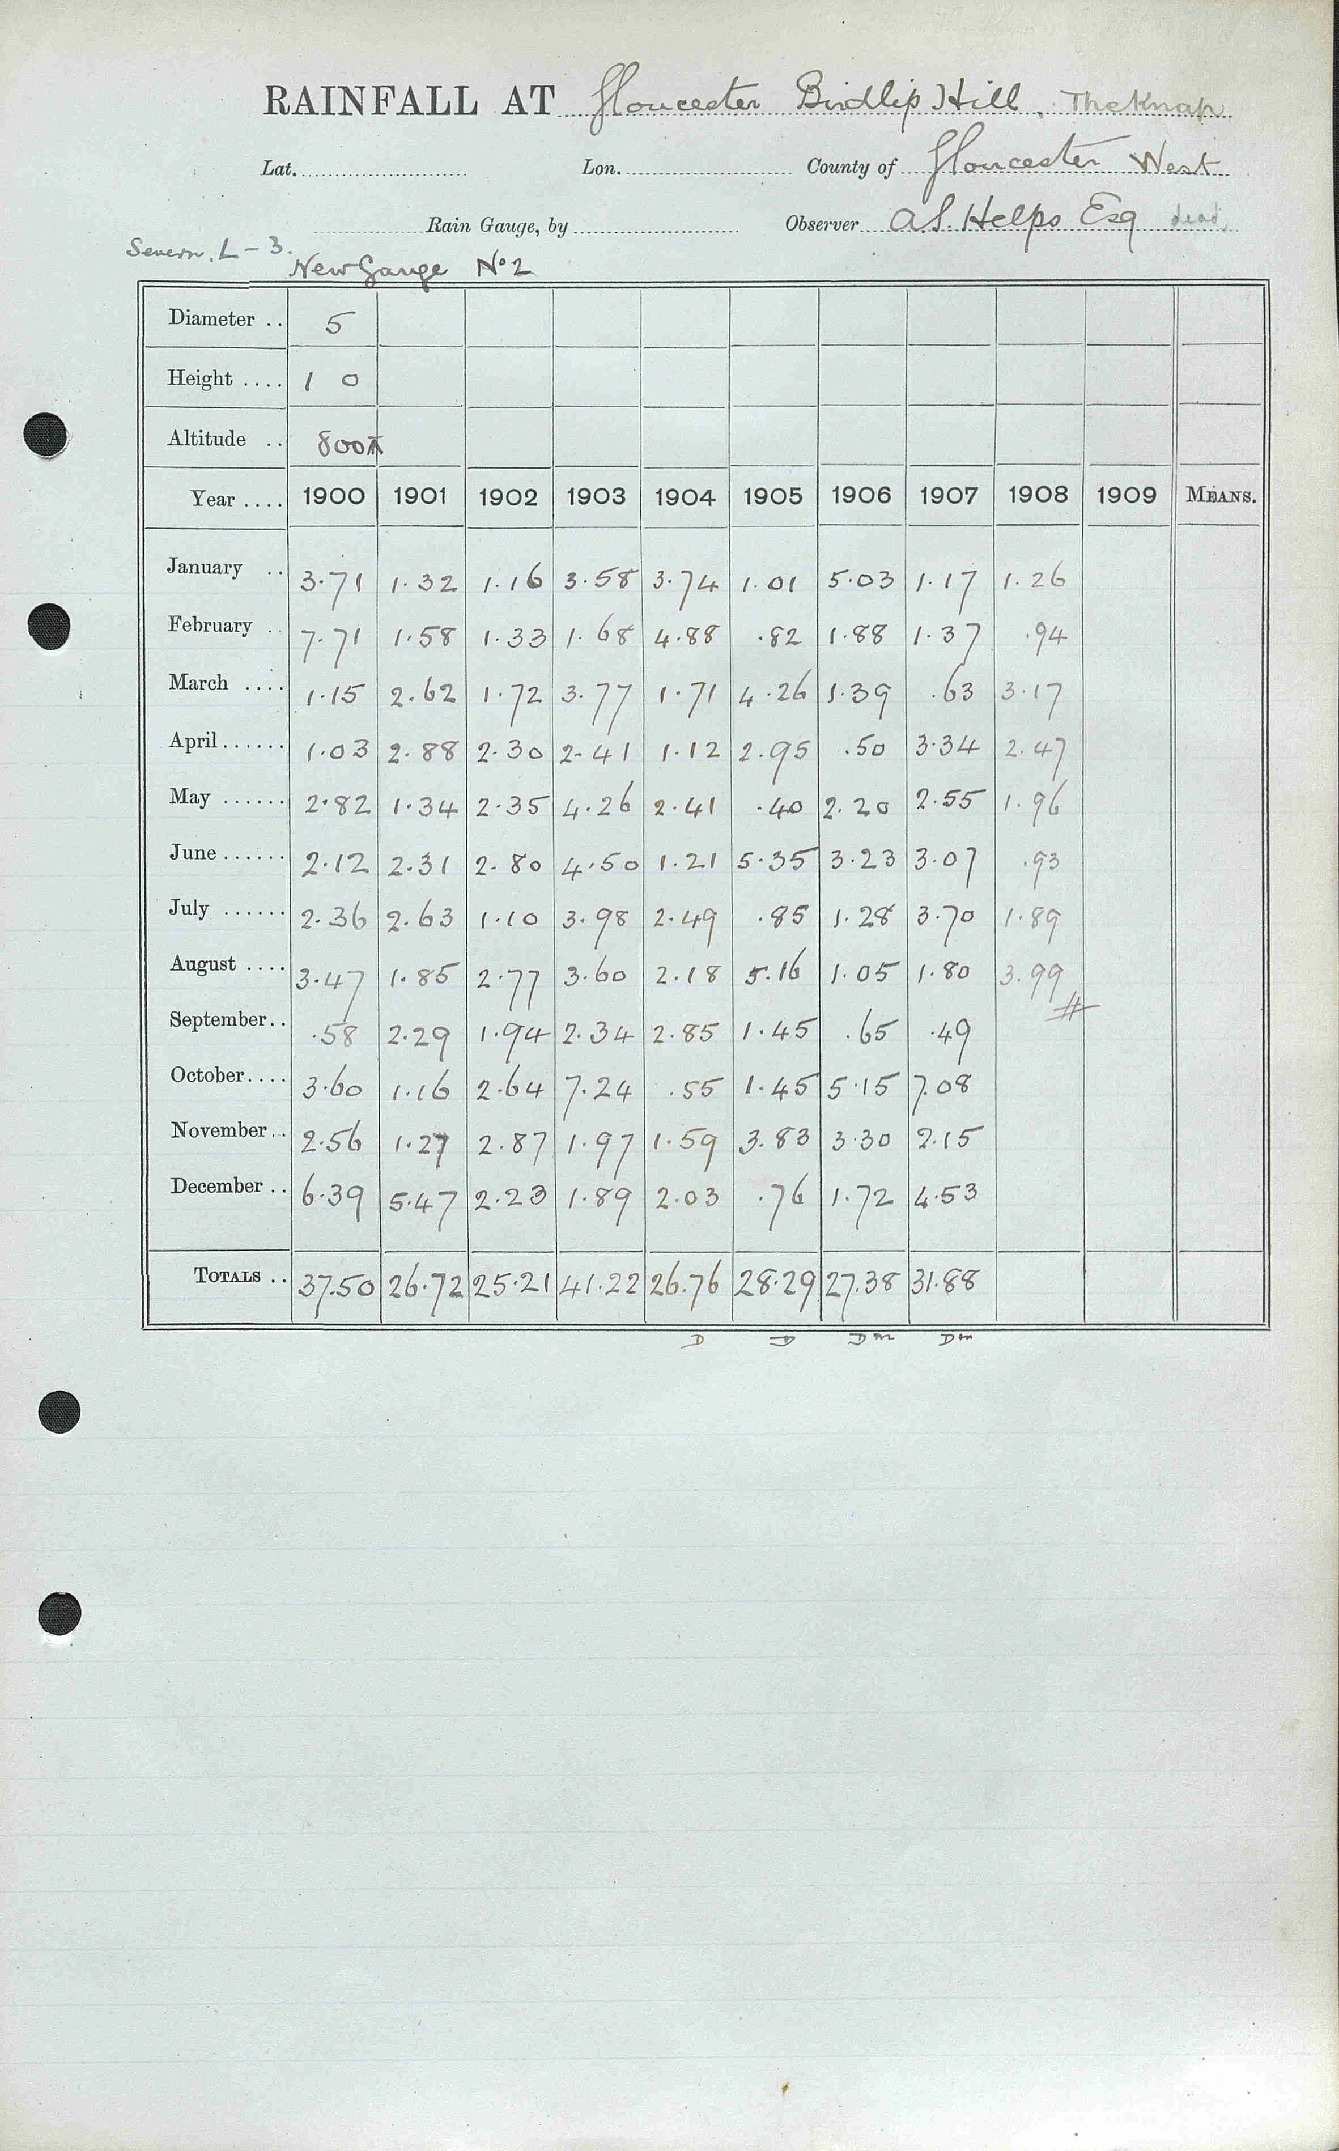 RAINFALL AT Gloucester Birdlip Hill, The Knap
Lat. Lon. County of Gloucester West
Rain Gauge, by Observer A S. Helps Esq dead
Severn. L - 3.
New Gauge No 2
Diameter .. 5
Height .... 1 0
Altitude .. 800ft
Year .... 1900 1901 1902 1903 1904 1905 1906 1907 1908 1909 MEANS.
January .. 3.71 1.32 1.16 3.58 3.74 1.01 5.03 1.17 1.26
February .. 7.71 1.58 1.33 1.68 4.88 .82 1.88 1.37 .94
March .... 1.15 2.62 1.72 3.77 1.71 4.26 1.39 .63 3.17
April...... 1.03 2.88 2.30 2.41 1.12 2.95 .50 3.34 2.47
May ...... 2.82 1.34 2.35 4.26 2.41 .40 2.20 2.55 1.96
June...... 2.12 2.31 2.80 4.50 1.21 5.35 3.23 3.07 .93
July ...... 2.36 2.63 1.10 3.98 2.49 .85 1.28 3.70 1.89
August .... 3.47 1.85 2.77 3.60 2.18 5.16 1.05 1.80 3.99
September.. .58 2.29 1.94 2.34 2.85 1.45 .65 .49
October.... 3.60 1.16 2.64 7.24 .55 1.45 5.15 7.08
November .. 2.56 1.27 2.87 1.97 1.59 3.83 3.30 2.15
December .. 6.39 5.47 2.23 1.89 2.03 .76 1.72 4.53
TOTALS .. 37.50 26.72 25.21 41.22 26.76 28.29 27.38 31.88
D D Dm Dm